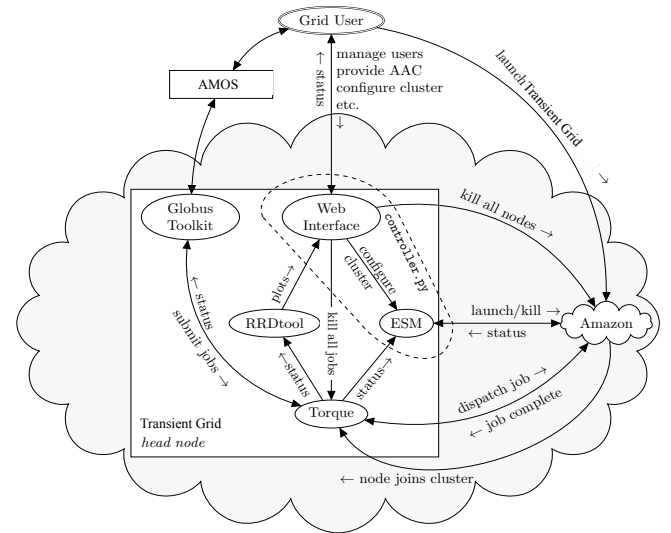 Grid User
AMOS
← status
manage users
provide AAC
configure cluster
etc.
→
launch Transient Grid
→
Globus
Toolkit
Web
Interface
controller.py
kill all nodes →
configure
cluster
plots→
← status
submit jobs →
kill all jobs
RRDtool
ESM
launch/kill →
← status
Amazon
←status
status→
Torque
dispatch job →
← job complete
Transient Grid
head node
← node joins cluster